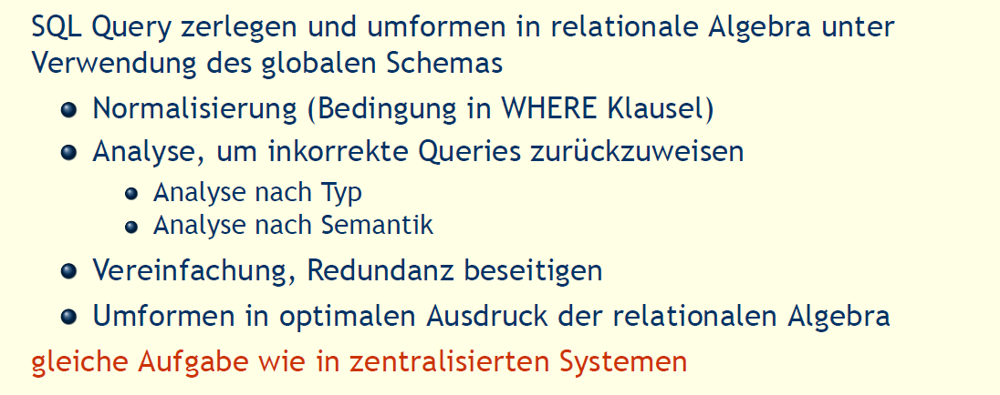 SQL Query zerlegen und umformen in relationale Algebra unter
Verwendung des globalen Schemas
Normalisierung (Bedingung in WHERE Klausel)
Analyse, um inkorrekte Queries zurückzuweisen
Analyse nach Typ
Analyse nach Semantik
Vereinfachung, Redundanz beseitigen
Umformen in optimalen Ausdruck der relationalen Algebra
gleiche Aufgabe wie in zentralisierten Systemen